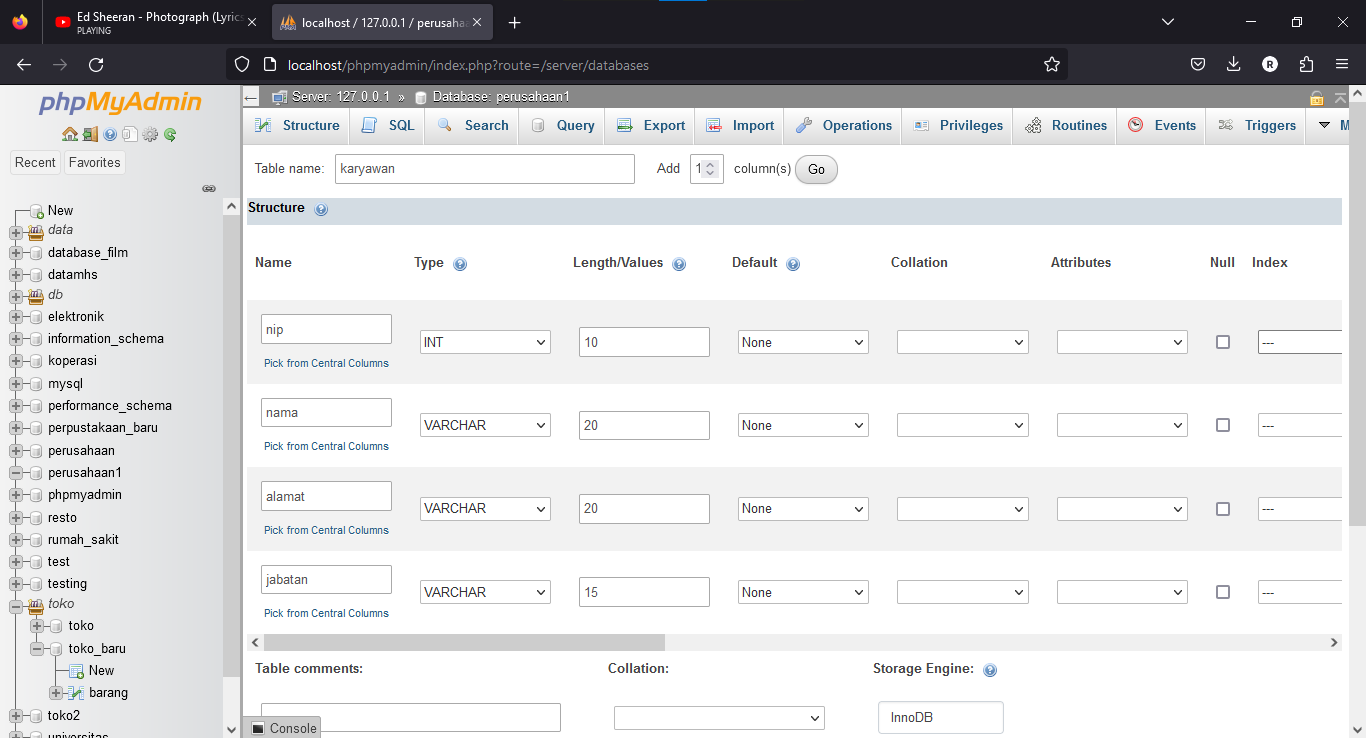 Ed Sheeran - Photograph (Lyrics
PLAYING
localhost / 127.0.0.1 / perusahaa
localhost/phpmyadmin/index.php?route=/server/databases
R
phpMyAdmin
Recent
Favorites
New
data
database_film
datamhs
db
elektronik
information_schema
koperasi
mysql
performance_schema
perpustakaan_baru
perusahaan
perusahaan1
phpmyadmin
resto
rumah_sakit
test
testing
toko
toko
toko_baru
New
barang
toko2
universitas
Server: 127.0.0.1 » Database: perusahaan1
Structure SQL Search Query Export Import Operations Privileges Routines Events Triggers M
Table name: karyawan Add 1 column(s) Go
Structure
Name Type Length/Values Default Collation Attributes Null Index
nip INT 10 None ---
Pick from Central Columns
nama VARCHAR 20 None ---
Pick from Central Columns
alamat VARCHAR 20 None ---
Pick from Central Columns
jabatan VARCHAR 15 None ---
Pick from Central Columns
Table comments: Collation: Storage Engine:
InnoDB
Console